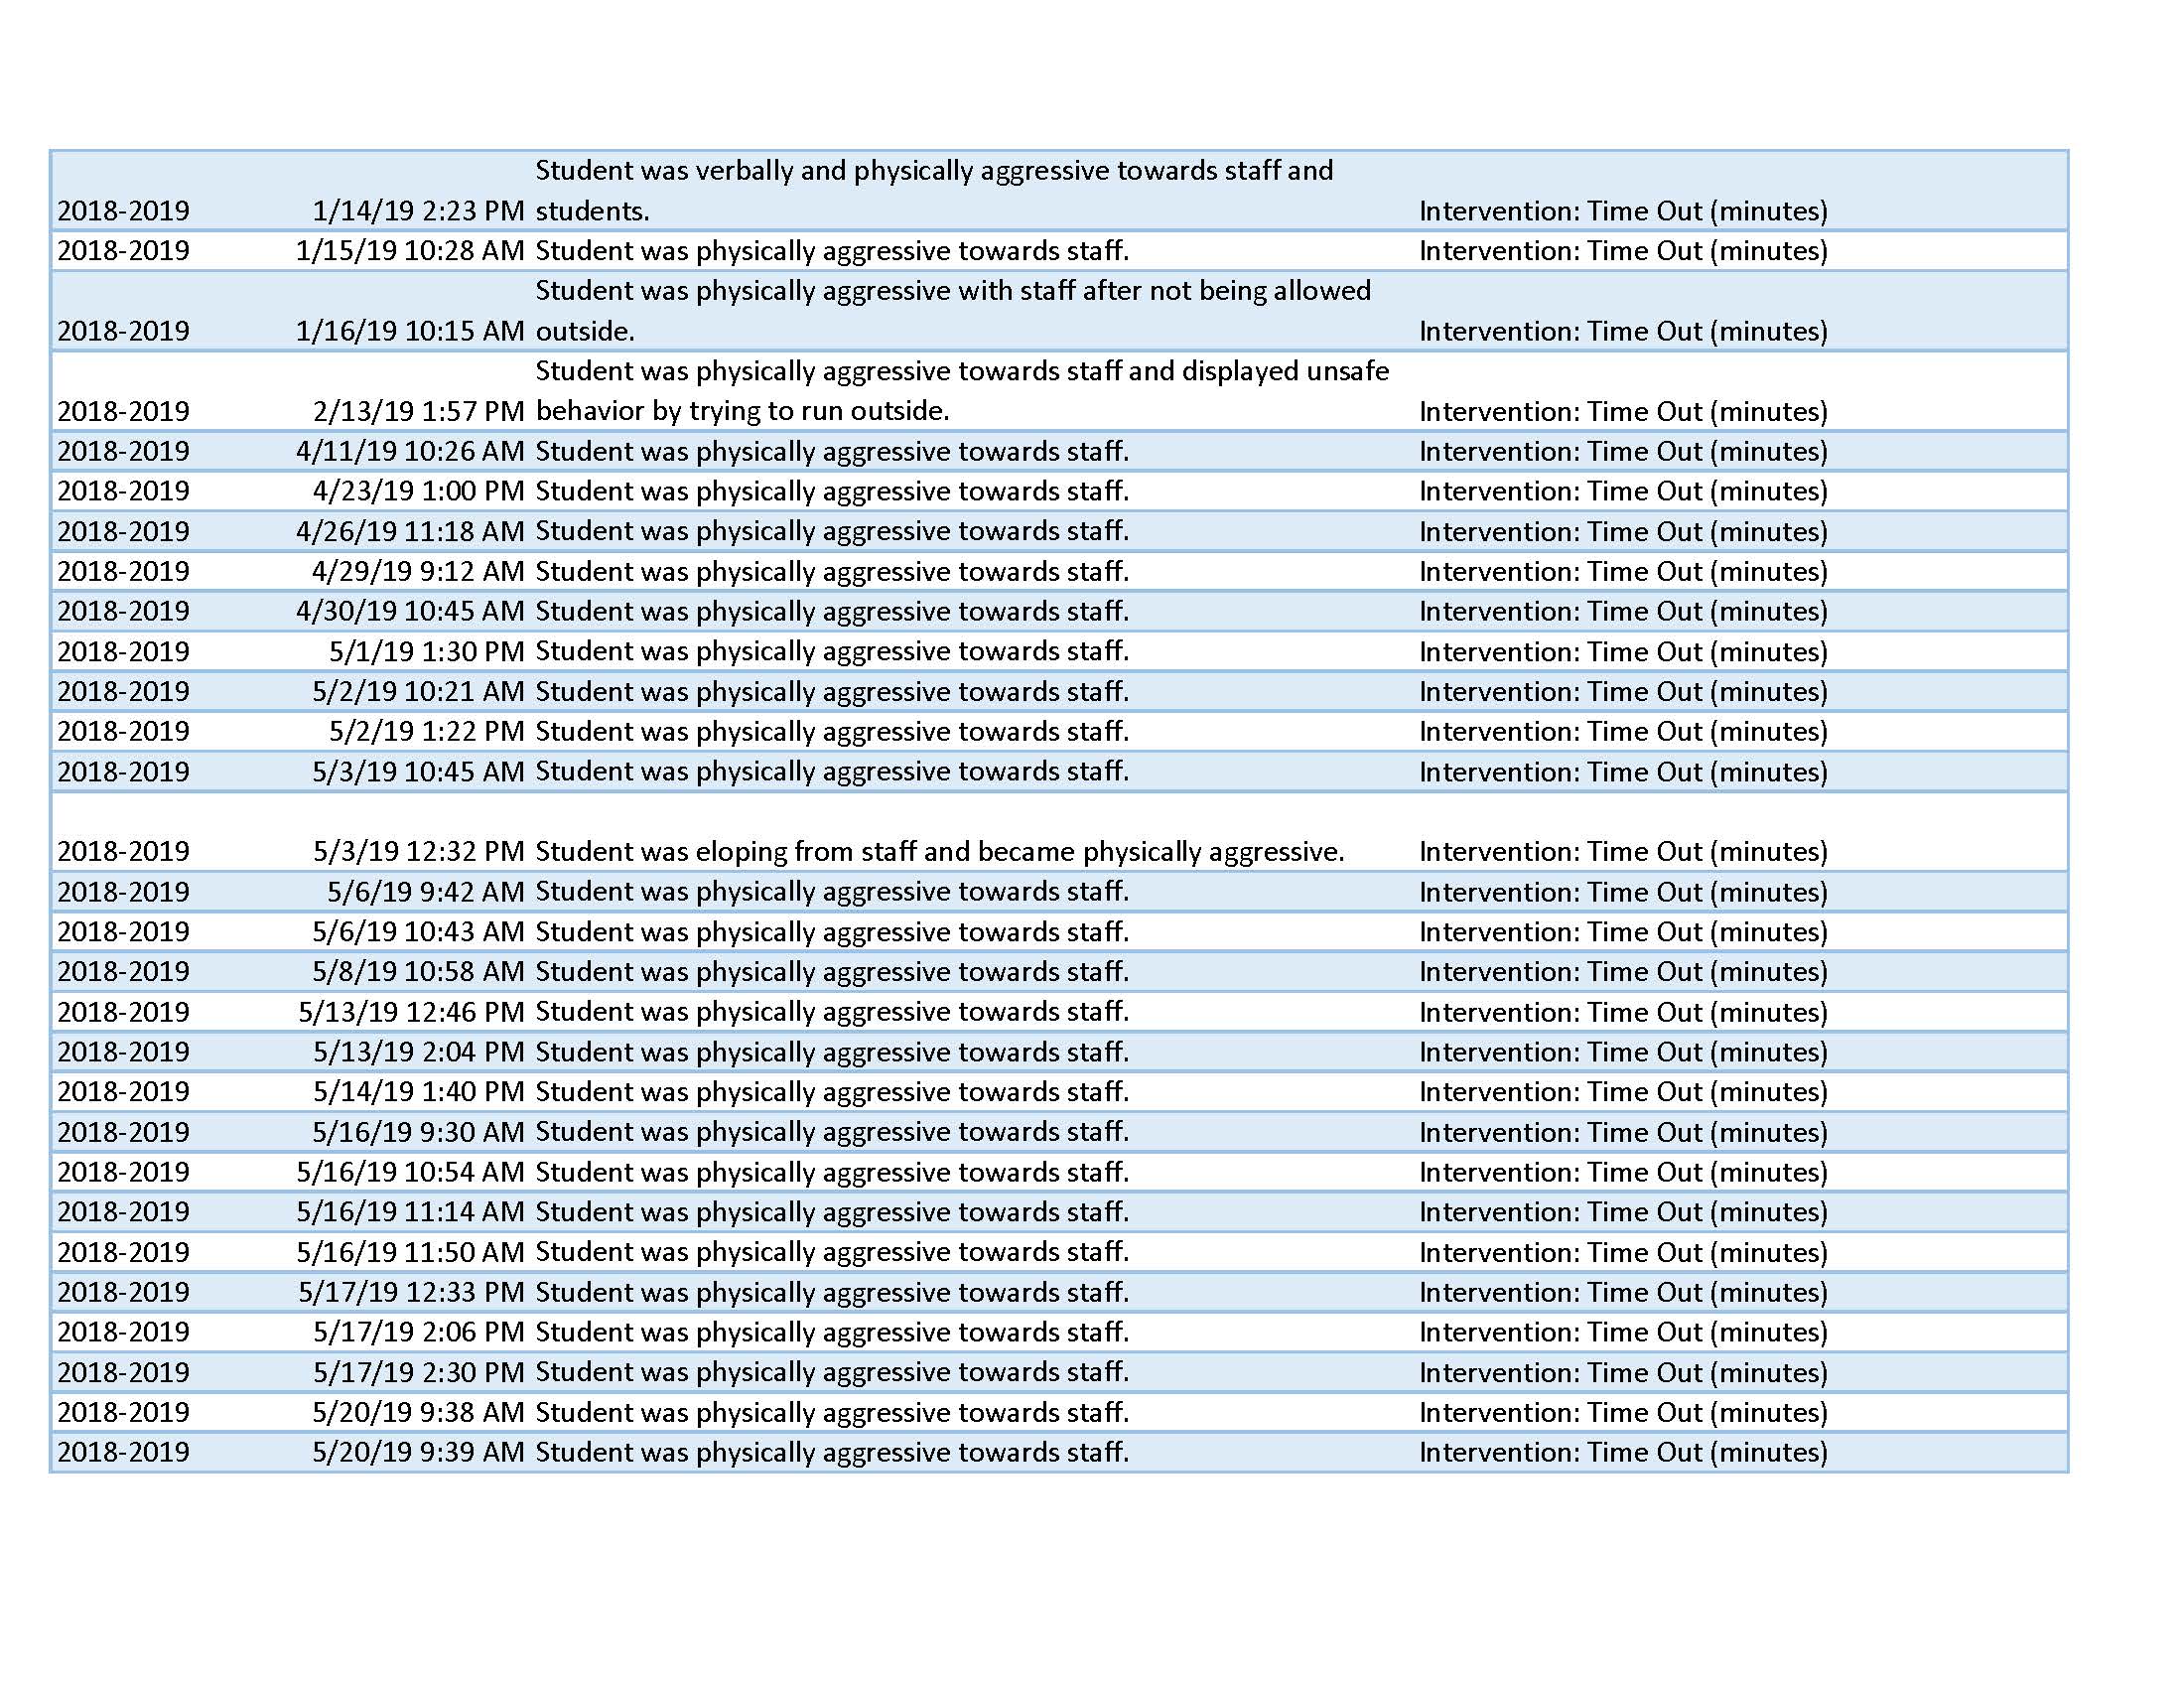 Student was verbally and physically aggressive towards staff and
2018-2019 1/14/19 2:23 PM students. Intervention: Time Out (minutes)
2018-2019 1/15/19 10:28 AM Student was physically aggressive towards staff. Intervention: Time Out (minutes)
Student was physically aggressive with staff after not being allowed
2018-2019 1/16/19 10:15 AM outside. Intervention: Time Out (minutes)
Student was physically aggressive towards staff and displayed unsafe
2018-2019 2/13/19 1:57 PM behavior by trying to run outside. Intervention: Time Out (minutes)
2018-2019 4/11/19 10:26 AM Student was physically aggressive towards staff. Intervention: Time Out (minutes)
2018-2019 4/23/19 1:00 PM Student was physically aggressive towards staff. Intervention: Time Out (minutes)
2018-2019 4/26/19 11:18 AM Student was physically aggressive towards staff. Intervention: Time Out (minutes)
2018-2019 4/29/19 9:12 AM Student was physically aggressive towards staff. Intervention: Time Out (minutes)
2018-2019 4/30/19 10:45 AM Student was physically aggressive towards staff. Intervention: Time Out (minutes)
2018-2019 5/1/19 1:30 PM Student was physically aggressive towards staff. Intervention: Time Out (minutes)
2018-2019 5/2/19 10:21 AM Student was physically aggressive towards staff. Intervention: Time Out (minutes)
2018-2019 5/2/19 1:22 PM Student was physically aggressive towards staff. Intervention: Time Out (minutes)
2018-2019 5/3/19 10:45 AM Student was physically aggressive towards staff. Intervention: Time Out (minutes)
2018-2019 5/3/19 12:32 PM Student was eloping from staff and became physically aggressive. Intervention: Time Out (minutes)
2018-2019 5/6/19 9:42 AM Student was physically aggressive towards staff. Intervention: Time Out (minutes)
2018-2019 5/6/19 10:43 AM Student was physically aggressive towards staff. Intervention: Time Out (minutes)
2018-2019 5/8/19 10:58 AM Student was physically aggressive towards staff. Intervention: Time Out (minutes)
2018-2019 5/13/19 12:46 PM Student was physically aggressive towards staff. Intervention: Time Out (minutes)
2018-2019 5/13/19 2:04 PM Student was physically aggressive towards staff. Intervention: Time Out (minutes)
2018-2019 5/14/19 1:40 PM Student was physically aggressive towards staff. Intervention: Time Out (minutes)
2018-2019 5/16/19 9:30 AM Student was physically aggressive towards staff. Intervention: Time Out (minutes)
2018-2019 5/16/19 10:54 AM Student was physically aggressive towards staff. Intervention: Time Out (minutes)
2018-2019 5/16/19 11:14 AM Student was physically aggressive towards staff. Intervention: Time Out (minutes)
2018-2019 5/16/19 11:50 AM Student was physically aggressive towards staff. Intervention: Time Out (minutes)
2018-2019 5/17/19 12:33 PM Student was physically aggressive towards staff. Intervention: Time Out (minutes)
2018-2019 5/17/19 2:06 PM Student was physically aggressive towards staff. Intervention: Time Out (minutes)
2018-2019 5/17/19 2:30 PM Student was physically aggressive towards staff. Intervention: Time Out (minutes)
2018-2019 5/20/19 9:38 AM Student was physically aggressive towards staff. Intervention: Time Out (minutes)
2018-2019 5/20/19 9:39 AM Student was physically aggressive towards staff. Intervention: Time Out (minutes)